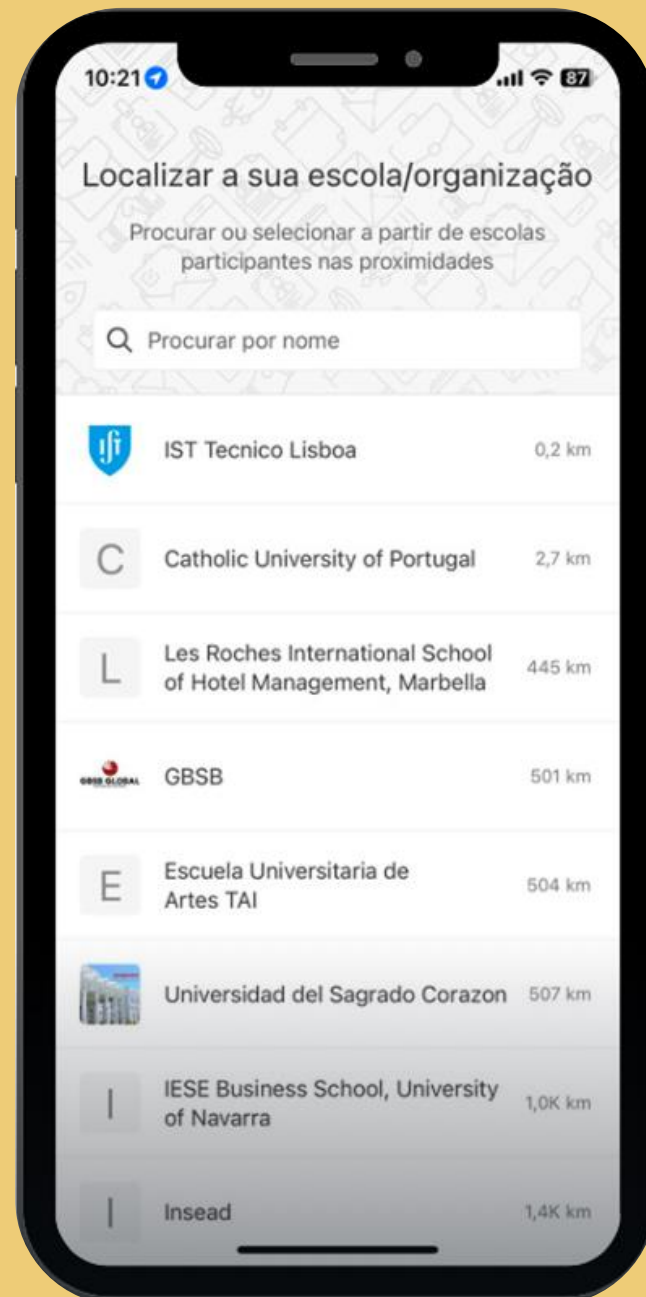 10:21
87
Localizar a sua escola/organização
Procurar ou selecionar a partir de escolas
participantes nas proximidades
Procurar por nome
IST Tecnico Lisboa 0,2 km
C Catholic University of Portugal 2,7 km
L Les Roches International School
of Hotel Management, Marbella 445 km
GBSB GLOBAL GBSB 501 km
E Escuela Universitaria de
Artes TAI 504 km
Universidad del Sagrado Corazon 507 km
I IESE Business School, University
of Navarra 1,0K km
I Insead 1,4K km